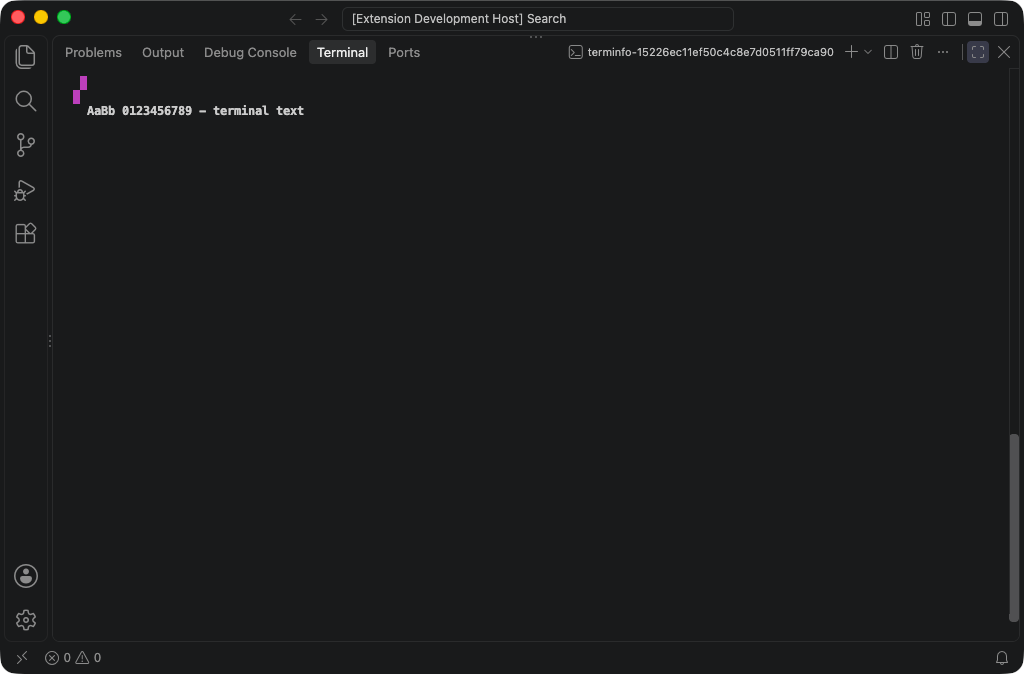 [Extension Development Host] Search
Problems Output Debug Console Terminal Ports terminfo-15226ec11ef50c4c8e7d0511ff79ca90
AaBb 0123456789 — terminal text
0 0